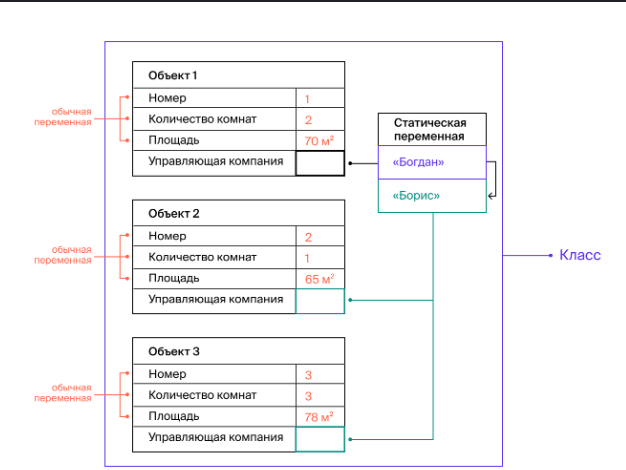 Объект 1
Номер 1
Количество комнат 2
Площадь 70 м²
Управляющая компания
обычная
переменная
Статическая
переменная
«Богдан»
«Борис»
Объект 2
Номер 2
Количество комнат 1
Площадь 65 м²
Управляющая компания
обычная
переменная
Класс
Объект 3
Номер 3
Количество комнат 3
Площадь 78 м²
Управляющая компания
обычная
переменная